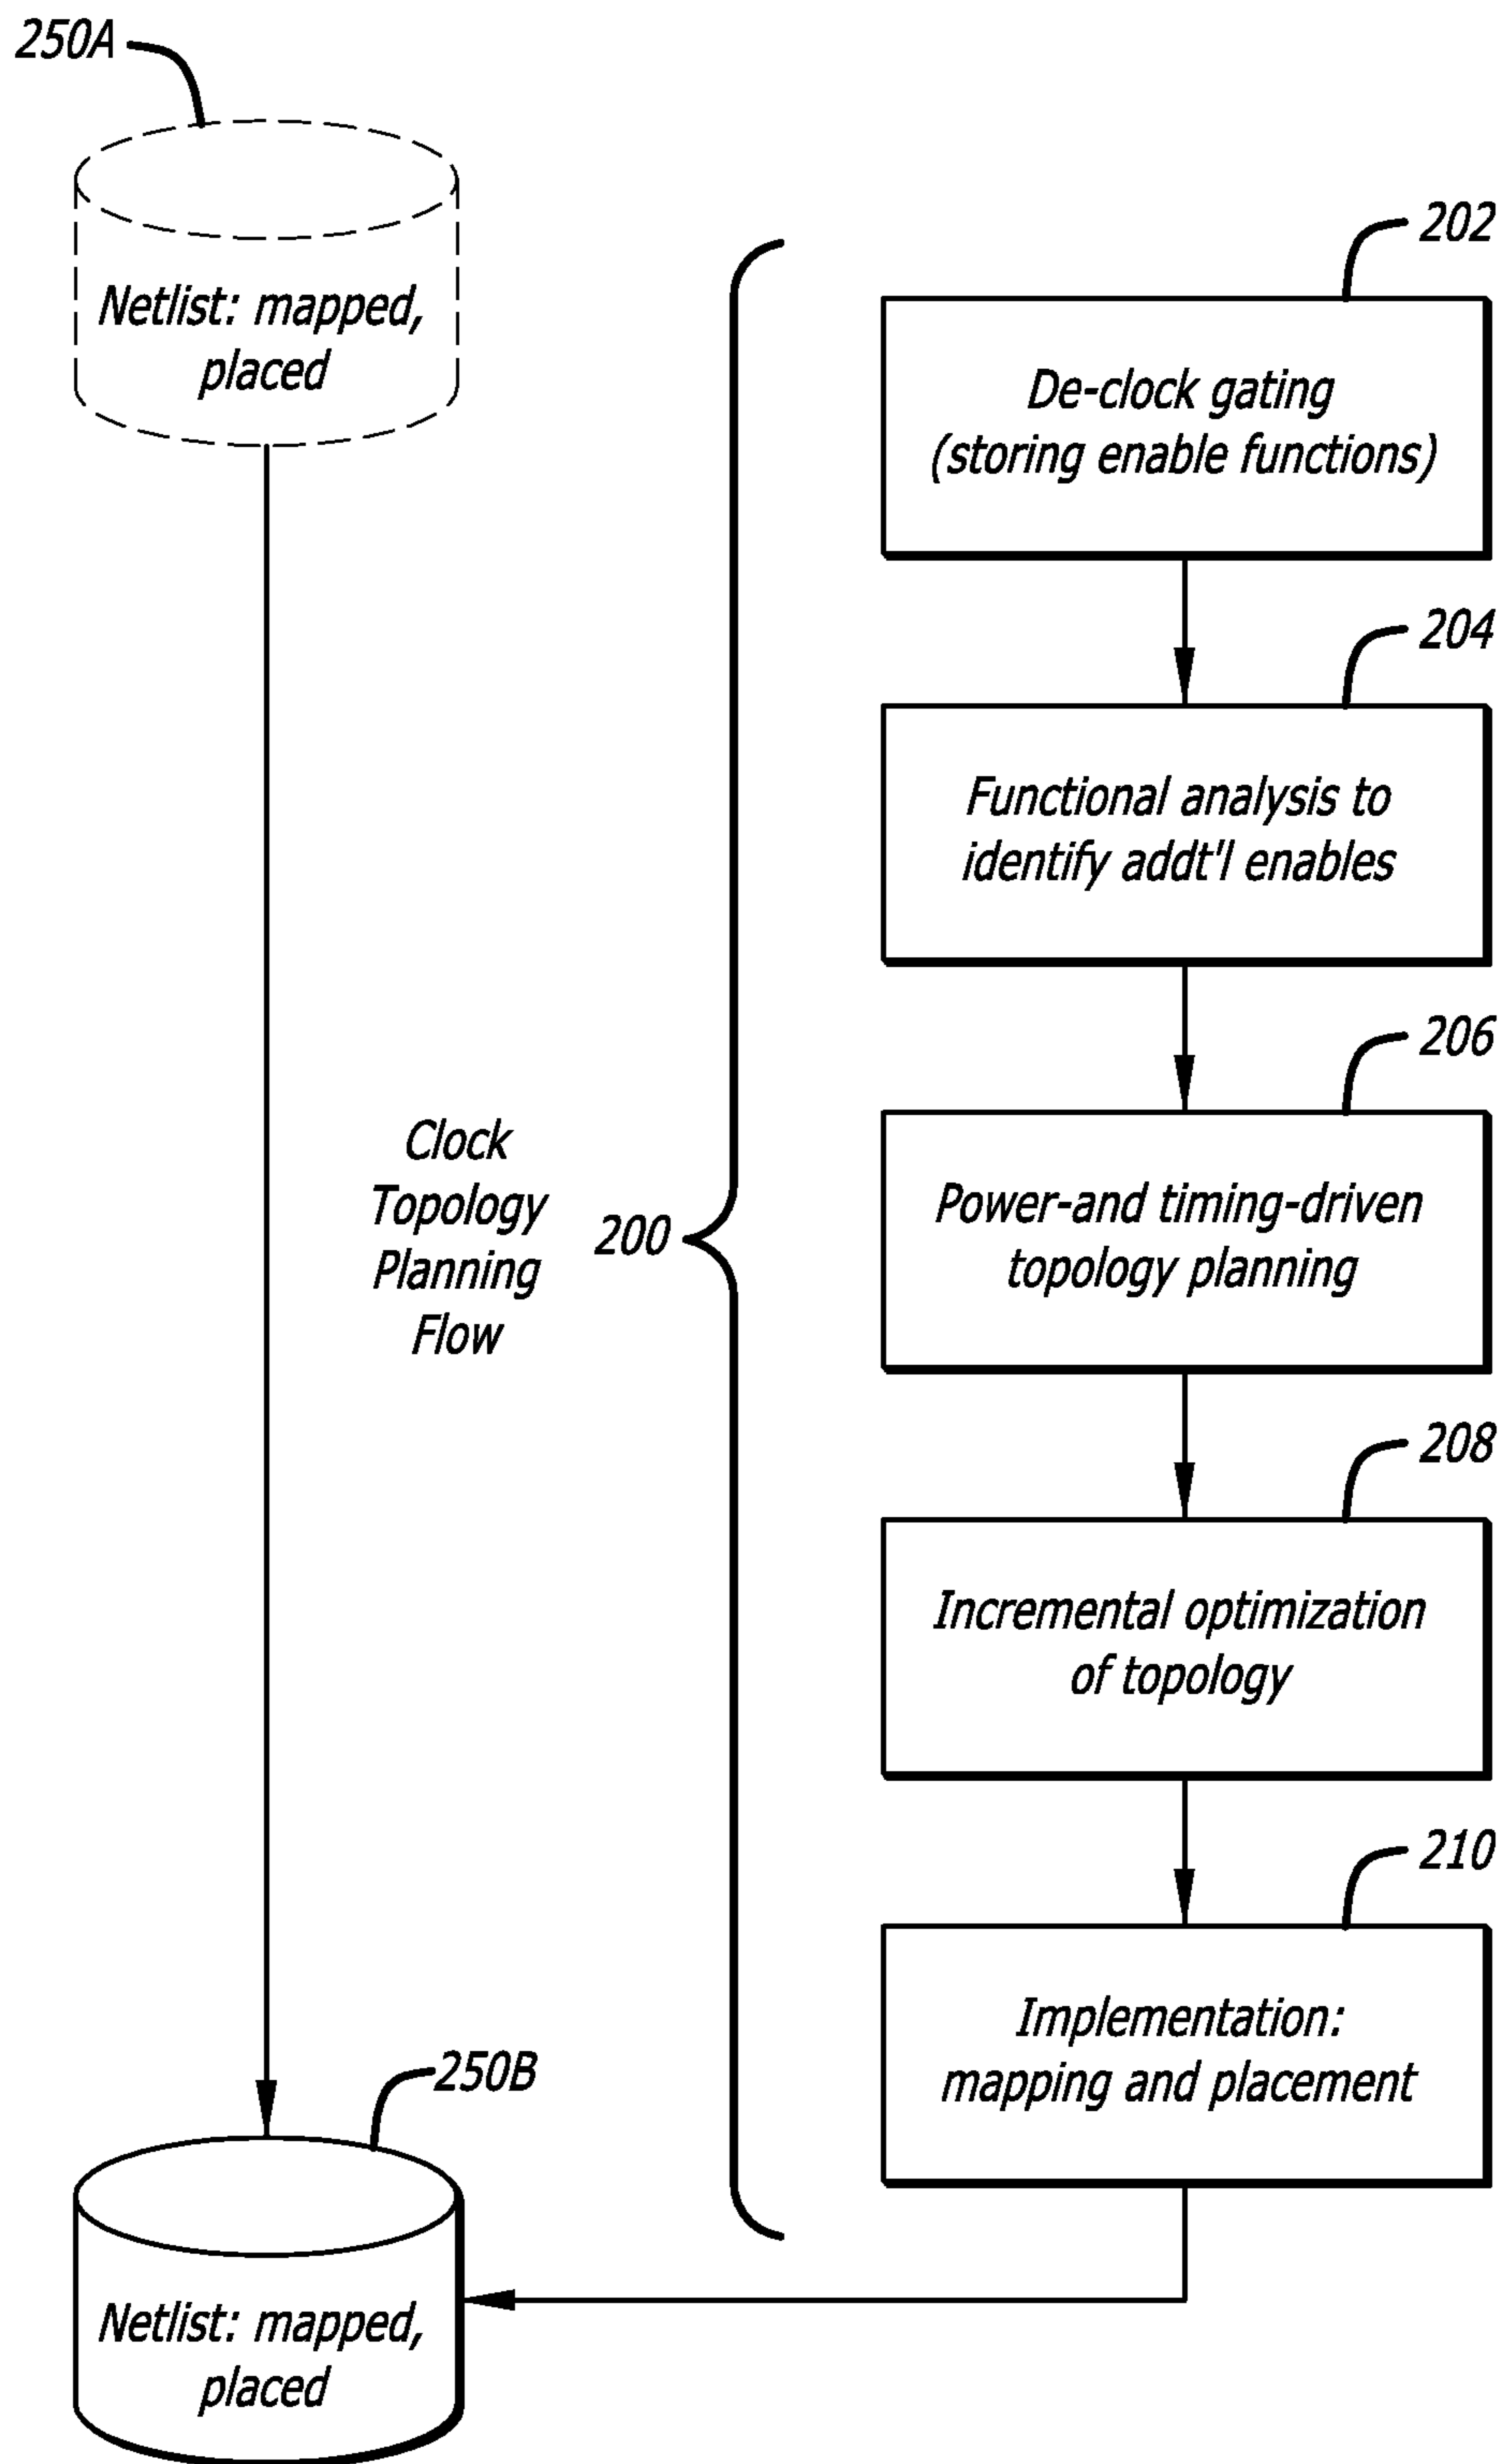 250A
Netlist: mapped,
placed
202
De-clock gating
(storing enable functions)
204
Functional analysis to
identify addt'l enables
206
Clock
Topology
Planning
Flow
200
Power-and timing-driven
topology planning
208
Incremental optimization
of topology
210
Implementation:
mapping and placement
250B
Netlist: mapped,
placed